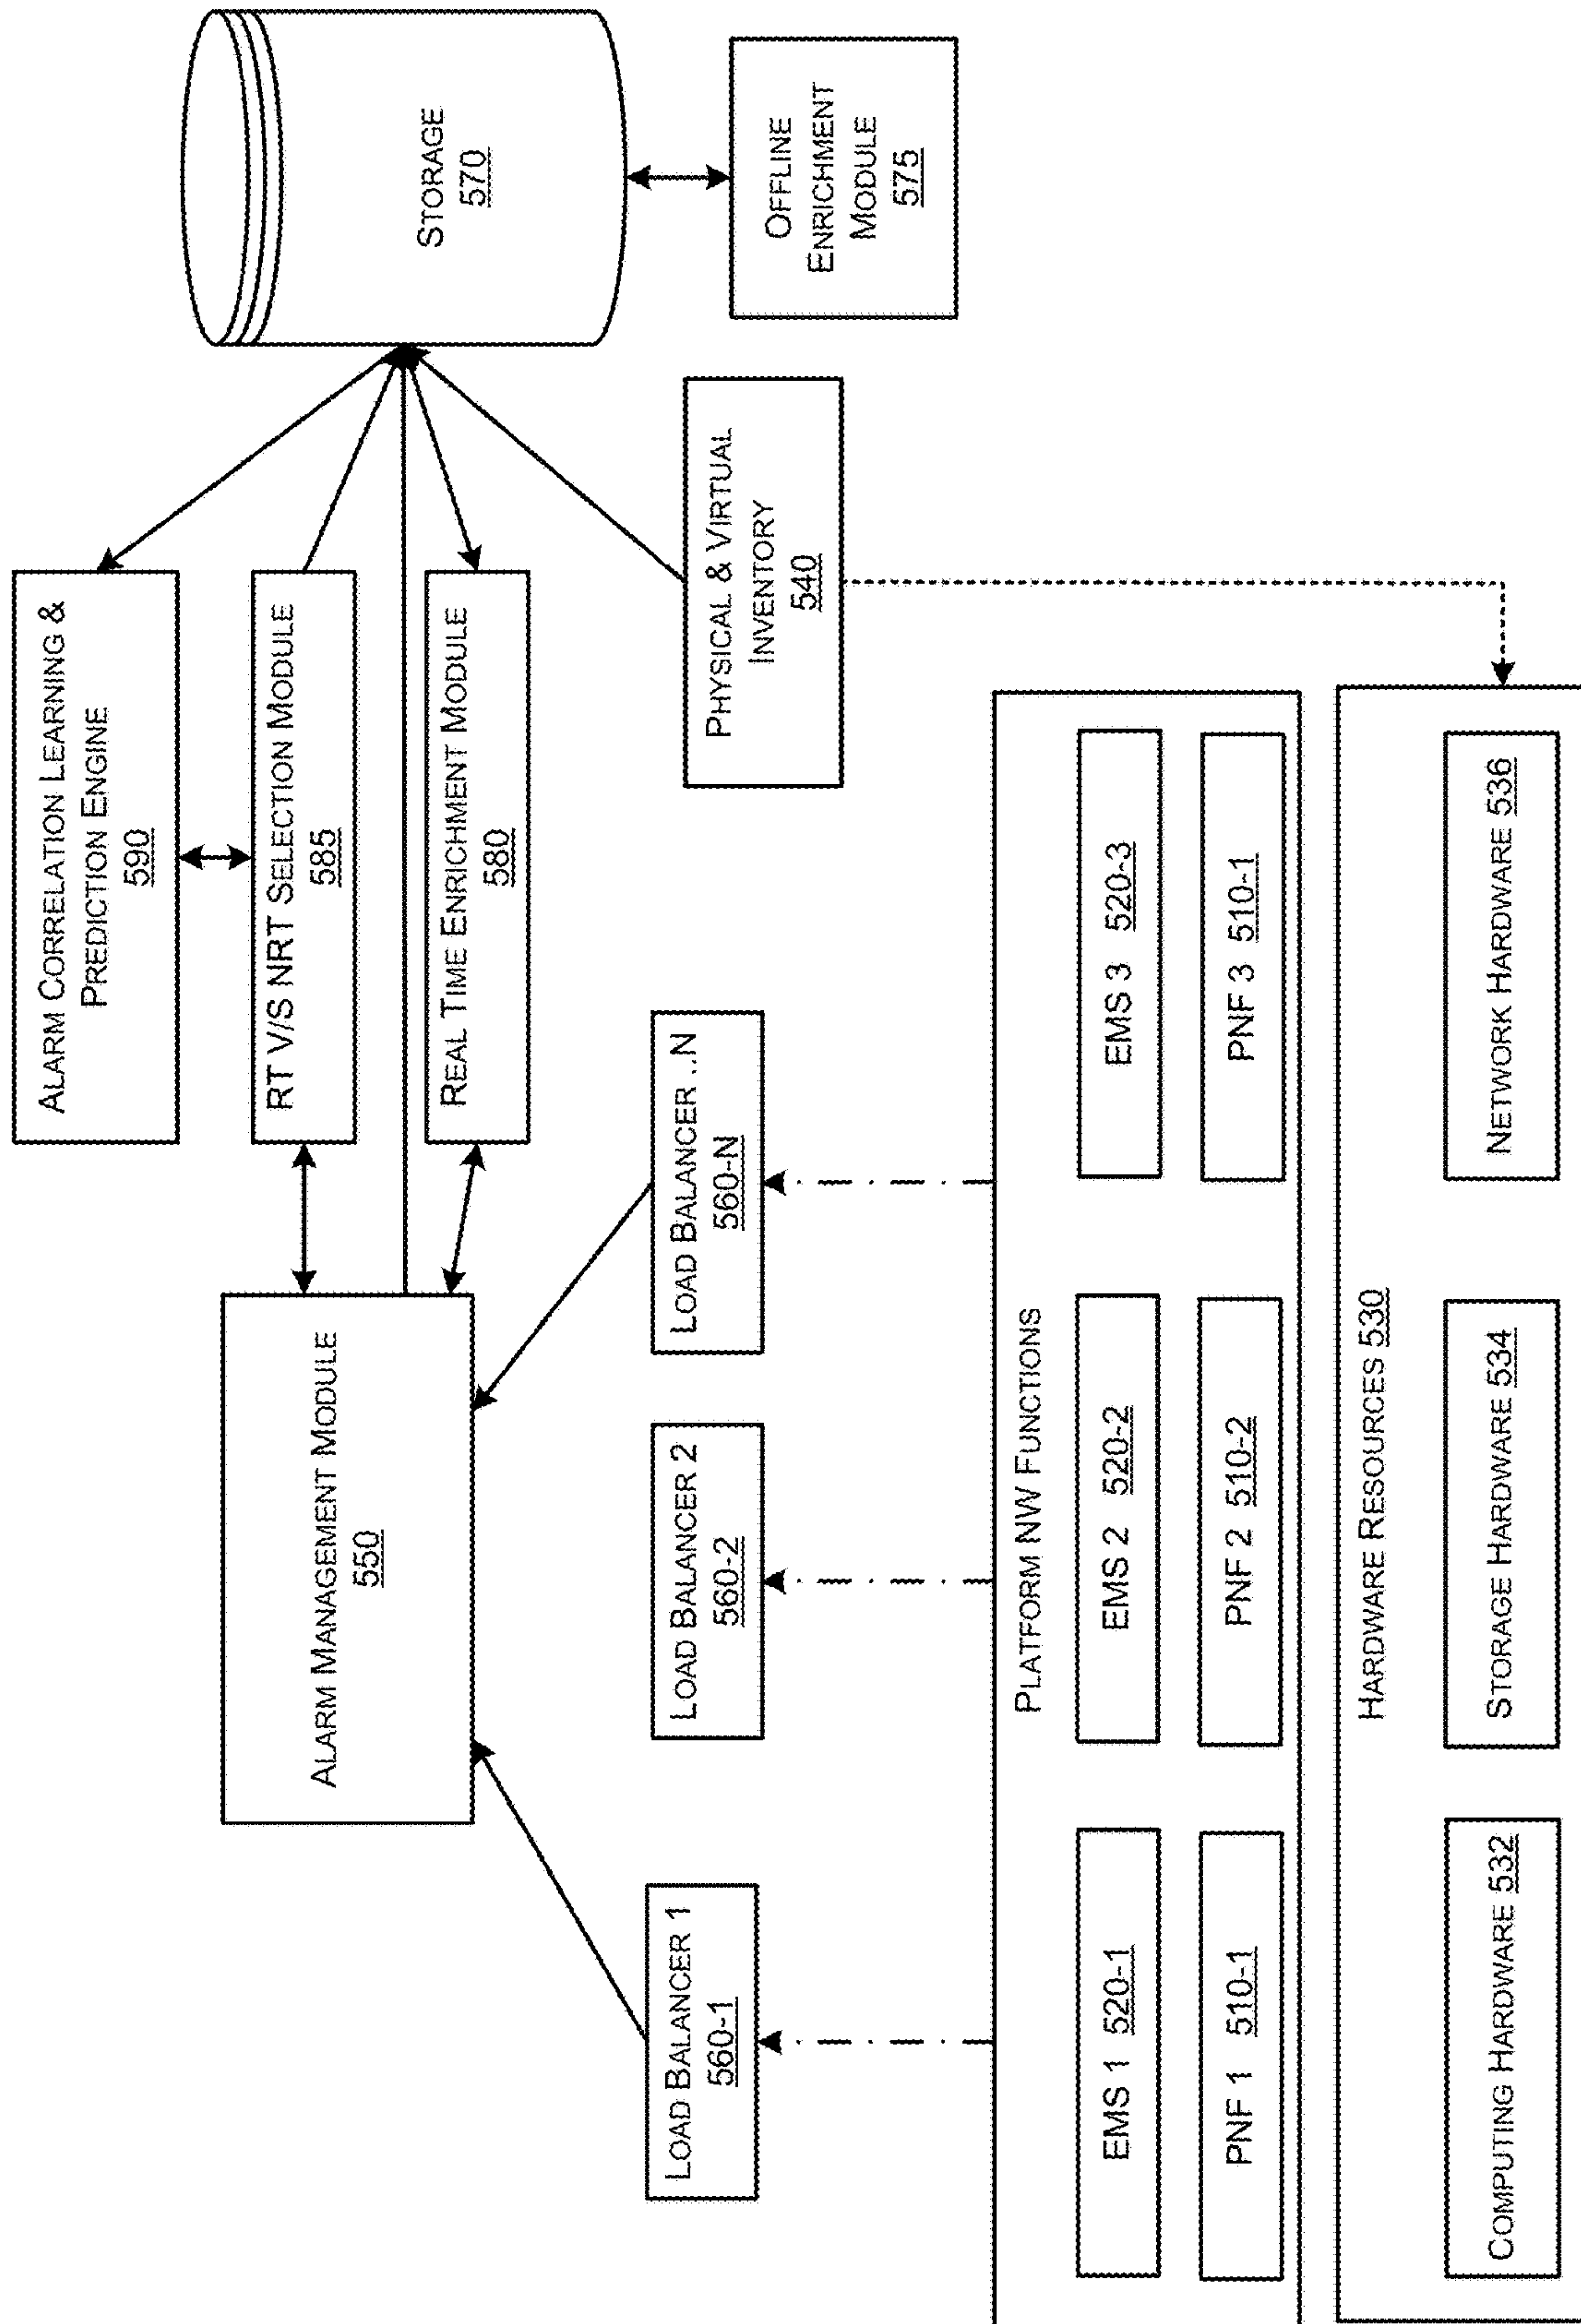 ALARM CORRELATION LEARNING &
PREDICTION ENGINE
590
RT V/S NRT SELECTION MODULE
585
REAL TIME ENRICHMENT MODULE
580
STORAGE
570
OFFLINE
ENRICHMENT
MODULE
575
ALARM MANAGEMENT MODULE
550
PHYSICAL & VIRTUAL
INVENTORY
540
LOAD BALANCER 1
560-1
LOAD BALANCER 2
560-2
LOAD BALANCER ..N
560-N
PLATFORM NW FUNCTIONS
EMS 1 520-1
EMS 2 520-2
EMS 3 520-3
PNF 1 510-1
PNF 2 510-2
PNF 3 510-1
HARDWARE RESOURCES 530
COMPUTING HARDWARE 532
STORAGE HARDWARE 534
NETWORK HARDWARE 536